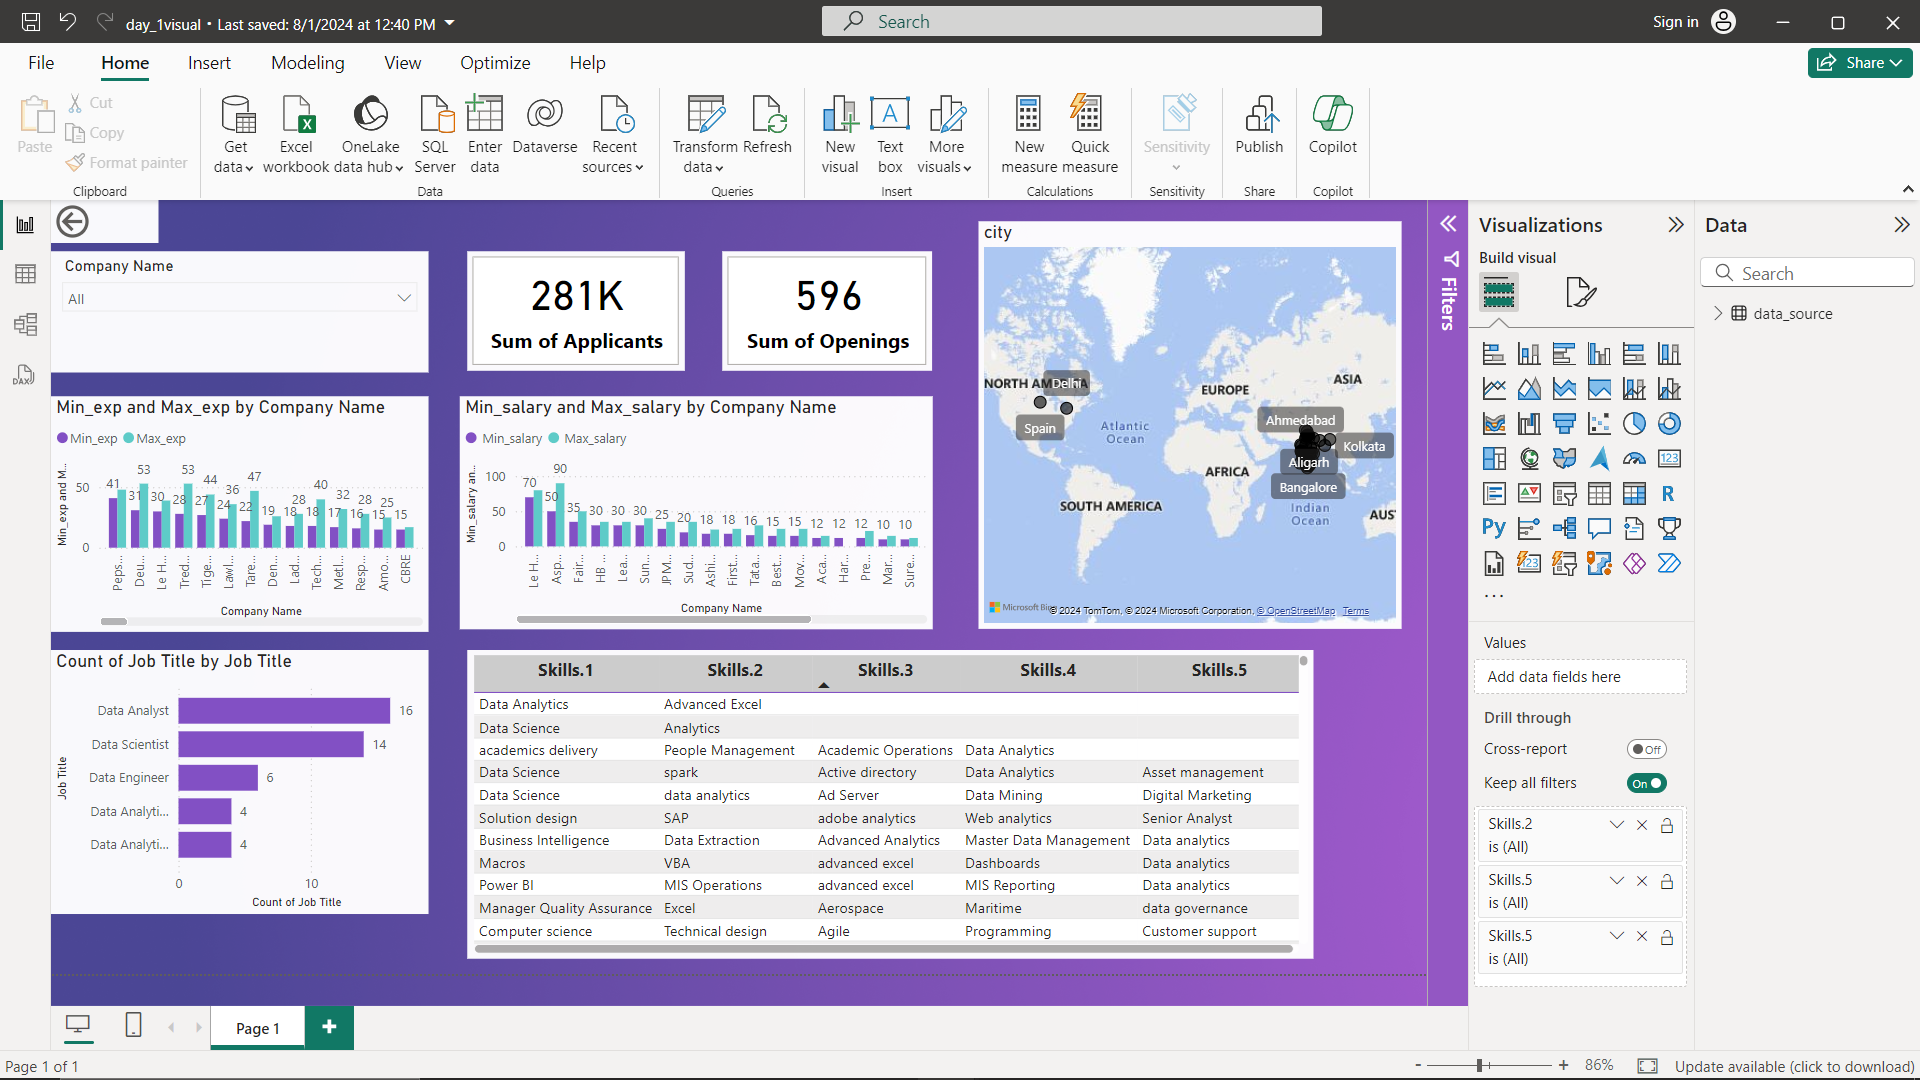 day_1visual • Last saved: 8/1/2024 at 12:40 PM
Search
Sign in
File Home Insert Modeling View Optimize Help
Share
Paste
Cut
Copy
Format painter
Clipboard
Get data
Excel workbook
OneLake data hub
SQL Server
Enter data
Dataverse
Recent sources
Data
Transform data
Refresh
Queries
New visual
Text box
More visuals
Insert
New measure
Quick measure
Calculations
Sensitivity
Sensitivity
Publish
Share
Copilot
Copilot
Company Name
All
281K
Sum of Applicants
596
Sum of Openings
city
NORTH AMERICA
Delhi
Spain
Atlantic Ocean
EUROPE
ASIA
Ahmedabad
Kolkata
Aligarh
Bangalore
AFRICA
SOUTH AMERICA
Indian Ocean
AUS
Microsoft Bing
© 2024 TomTom, © 2024 Microsoft Corporation, © OpenStreetMap Terms
Min_exp and Max_exp by Company Name
Min_exp Max_exp
Min_exp and M...
50
0
41 31 53 30 28 53 27 44 24 36 22 47 19 18 28 18 40 17 32 16 28 15 25 15
Peps... Deu... Le H... Tred... Tige... Lawl... Tare... Den... Lad... Tech... Metl... Resp... Amo... CBRE
Company Name
Min_salary and Max_salary by Company Name
Min_salary Max_salary
Min_salary an...
100
50
0
70 50 90 35 30 30 30 25 20 18 18 16 15 15 12 12 12 10 10
Le H... Asp... Fair... HB ... Lea... Sun... JPM... Sud... Ashi... First... Tata... Best... Mov... Aca... Har... Pre... Mar... Sure...
Company Name
Count of Job Title by Job Title
Job Title
Data Analyst 16
Data Scientist 14
Data Engineer 6
Data Analyti... 4
Data Analyti... 4
0 10
Count of Job Title
Skills.1 Skills.2 Skills.3 Skills.4 Skills.5
Data Analytics Advanced Excel
Data Science Analytics
academics delivery People Management Academic Operations Data Analytics
Data Science spark Active directory Data Analytics Asset management
Data Science data analytics Ad Server Data Mining Digital Marketing
Solution design SAP adobe analytics Web analytics Senior Analyst
Business Intelligence Data Extraction Advanced Analytics Master Data Management Data analytics
Macros VBA advanced excel Dashboards Data analytics
Power BI MIS Operations advanced excel MIS Reporting Data analytics
Manager Quality Assurance Excel Aerospace Maritime data governance
Computer science Technical design Agile Programming Customer support
Filters
Visualizations
Build visual
123
R
Py
...
Values
Add data fields here
Drill through
Cross-report Off
Keep all filters On
Skills.2
is (All)
Skills.5
is (All)
Skills.5
is (All)
Data
Search
data_source
DAX
Page 1
+
Page 1 of 1
- + 86%
Update available (click to download)